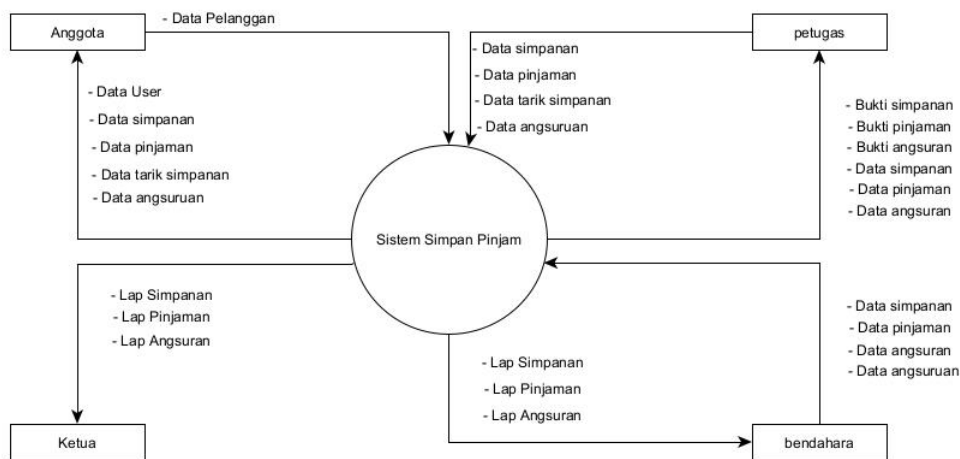 Anggota
- Data Pelanggan
petugas
- Data simpanan
- Data pinjaman
- Data tarik simpanan
- Data angsuruan
- Data User
- Data simpanan
- Data pinjaman
- Data tarik simpanan
- Data angsuruan
- Bukti simpanan
- Bukti pinjaman
- Bukti angsuran
- Data simpanan
- Data pinjaman
- Data angsuran
Sistem Simpan Pinjam
- Lap Simpanan
- Lap Pinjaman
- Lap Angsuran
- Lap Simpanan
- Lap Pinjaman
- Lap Angsuran
- Data simpanan
- Data pinjaman
- Data angsuran
- Data angsuruan
Ketua
bendahara